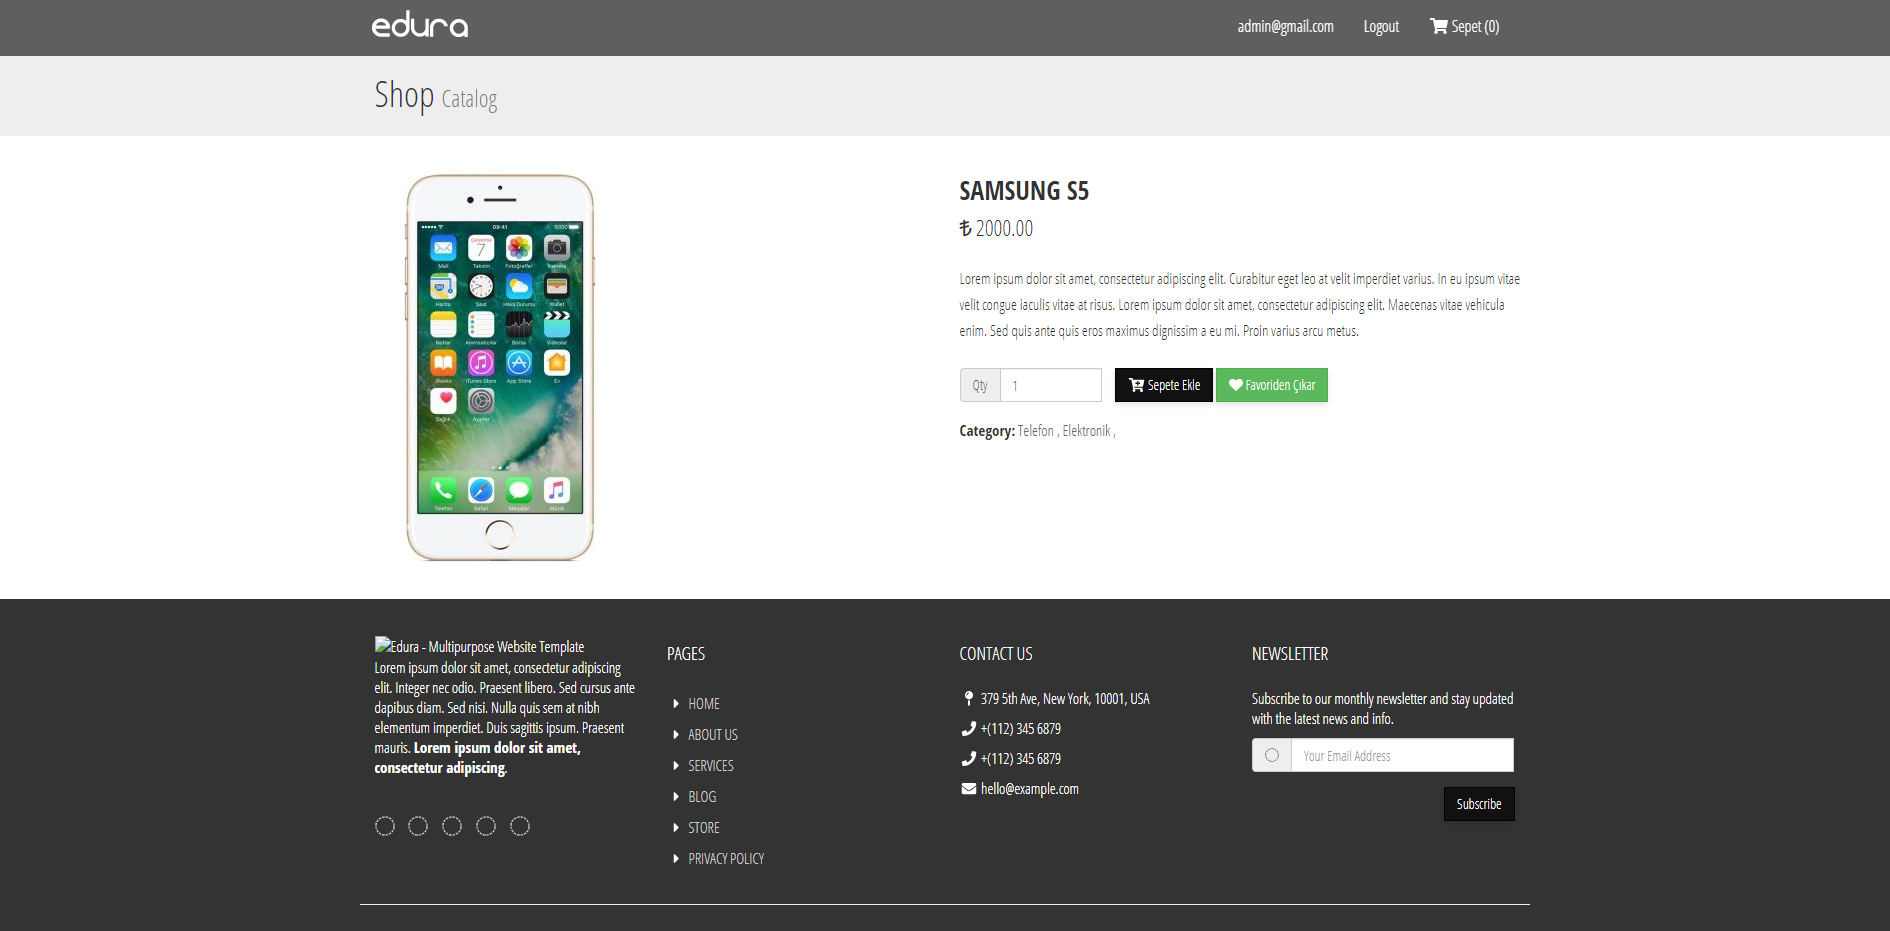 edura
admin@gmail.com
Logout
Sepet (0)
Shop Catalog
09:41
%100
Mail
Takvim
Fotoğraflar
Kamera
7
Harita
Saat
Hava Durumu
Wallet
Notlar
Anımsatıcılar
Borsa
Videolar
iBooks
iTunes Store
App Store
Ev
Sağlık
Ayarlar
Telefon
Safari
Mesajlar
Müzik
SAMSUNG S5
₺ 2000.00
Lorem ipsum dolor sit amet, consectetur adipiscing elit. Curabitur eget leo at velit imperdiet varius. In eu ipsum vitae
velit congue iaculis vitae at risus. Lorem ipsum dolor sit amet, consectetur adipiscing elit. Maecenas vitae vehicula
enim. Sed quis ante quis eros maximus dignissim a eu mi. Proin varius arcu metus.
Qty
1
Sepete Ekle
Favoriden Çıkar
Category: Telefon , Elektronik ,
Edura - Multipurpose Website Template
Lorem ipsum dolor sit amet, consectetur adipiscing
elit. Integer nec odio. Praesent libero. Sed cursus ante
dapibus diam. Sed nisi. Nulla quis sem at nibh
elementum imperdiet. Duis sagittis ipsum. Praesent
mauris. Lorem ipsum dolor sit amet,
consectetur adipiscing.
PAGES
HOME
ABOUT US
SERVICES
BLOG
STORE
PRIVACY POLICY
CONTACT US
379 5th Ave, New York, 10001, USA
+(112) 345 6879
+(112) 345 6879
hello@example.com
NEWSLETTER
Subscribe to our monthly newsletter and stay updated
with the latest news and info.
Your Email Address
Subscribe